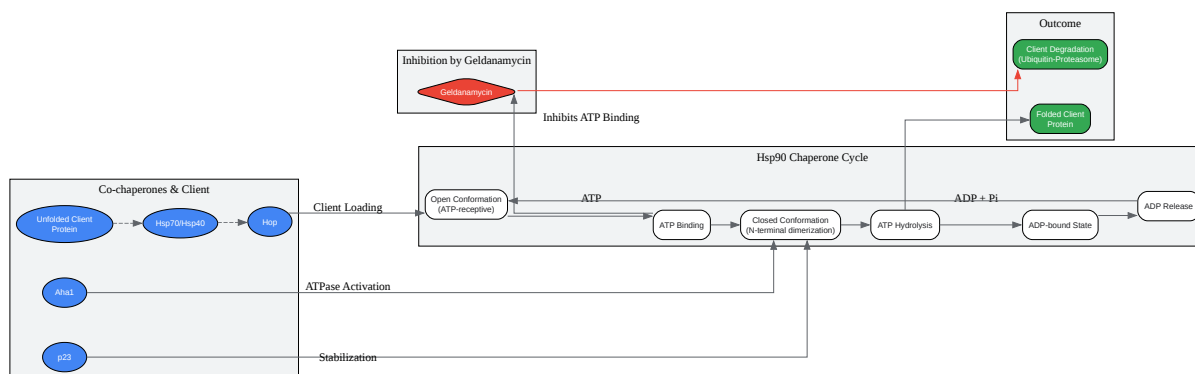 Outcome
Client Degradation
(Ubiquitin-Proteasome)
Folded Client
Protein
Inhibition by Geldanamycin
Geldanamycin
Inhibits ATP Binding
Hsp90 Chaperone Cycle
Open Conformation
(ATP-receptive)
ATP
ATP Binding
Closed Conformation
(N-terminal dimerization)
ATP Hydrolysis
ADP + Pi
ADP-bound State
ADP Release
Co-chaperones & Client
Unfolded Client
Protein
Hsp70/Hsp40
Hop
Client Loading
Aha1
ATPase Activation
p23
Stabilization